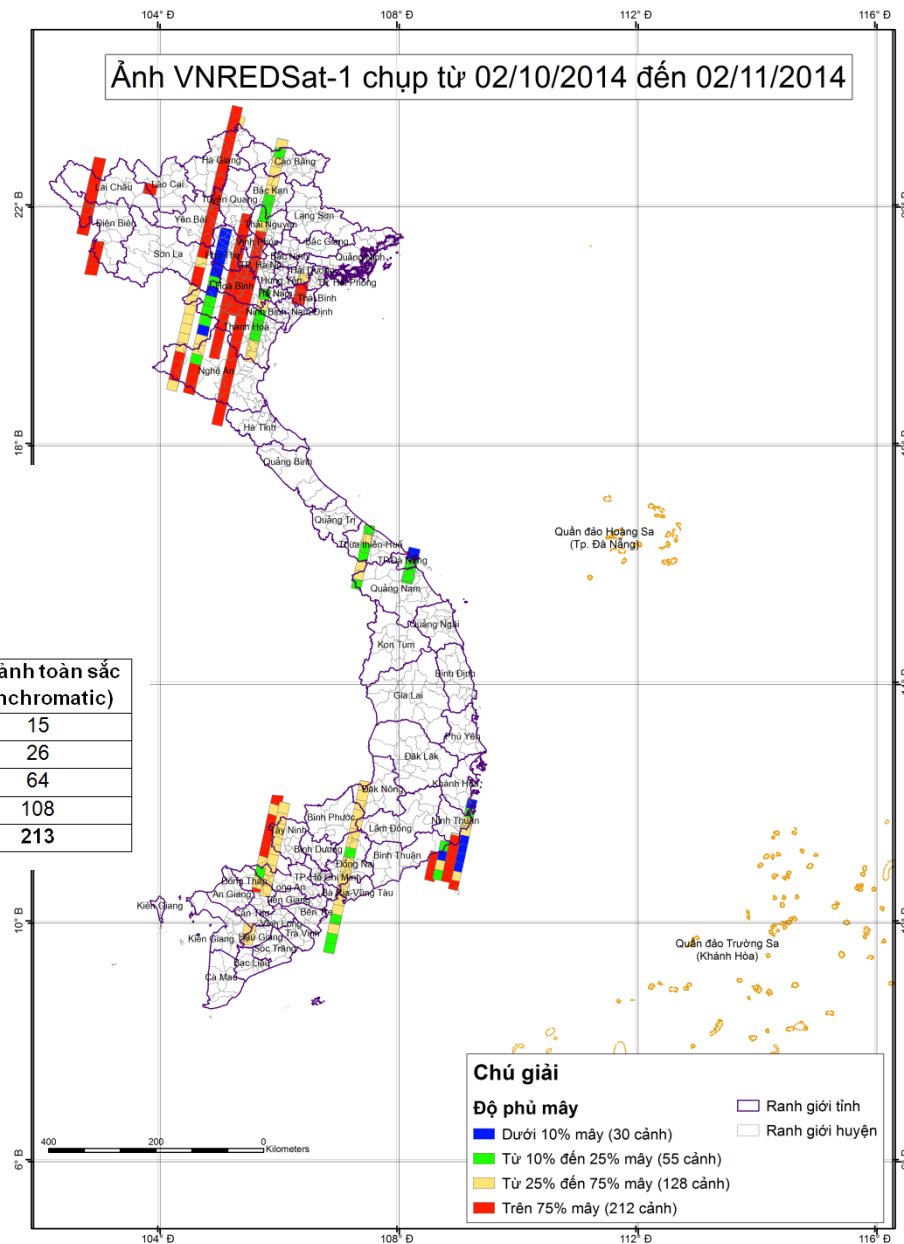 104° Đ
108° Đ
112° Đ
116° Đ
Ảnh VNREDSat-1 chụp từ 02/10/2014 đến 02/11/2014
Hà Giang
Cao Bằng
Lai Châu
Lào Cai
Bắc Kạn
Tuyên Quang
22° B
Điện Biên
Yên Bái
Thái Nguyên
Lạng Sơn
Vĩnh Phúc
Bắc Giang
Sơn La
Phú Thọ
TP. Hà Nội
Bắc Ninh
Quảng Ninh
Hải Dương
Hoà Bình
Hưng Yên
Tp. Hải Phòng
Hà Nam
Thái Bình
Ninh Bình
Nam Định
Thanh Hoá
Nghệ An
18° B
Hà Tĩnh
Quảng Bình
Quảng Trị
Thừa thiên-Huế
TP.Đà Nẵng
Quần đảo Hoàng Sa
(Tp. Đà Nẵng)
Quảng Nam
Quảng Ngãi
Kon Tum
Bình Định
Gia Lai
ảnh toàn sắc
nchromatic)
15
26
64
108
213
Phú Yên
Đăk Lăk
Khánh Hòa
Đăk Nông
Bình Phước
Ninh Thuận
Tây Ninh
Lâm Đồng
Bình Dương
Bình Thuận
Đồng Nai
TP. Hồ Chí Minh
Đồng Tháp
Long An
An Giang
Tiền Giang
Bà Rịa-Vũng Tàu
Kiên Giang
Cần Thơ
Bến Tre
10° B
Vĩnh Long
Trà Vinh
Kiên Giang
Hậu Giang
Sóc Trăng
Bạc Liêu
Cà Mau
Quần đảo Trường Sa
(Khánh Hòa)
Chú giải
Độ phủ mây
Dưới 10% mây (30 cảnh)
Từ 10% đến 25% mây (55 cảnh)
Từ 25% đến 75% mây (128 cảnh)
Trên 75% mây (212 cảnh)
Ranh giới tỉnh
Ranh giới huyện
400
200
0
Kilometers
6° B
104° Đ
108° Đ
112° Đ
116° Đ